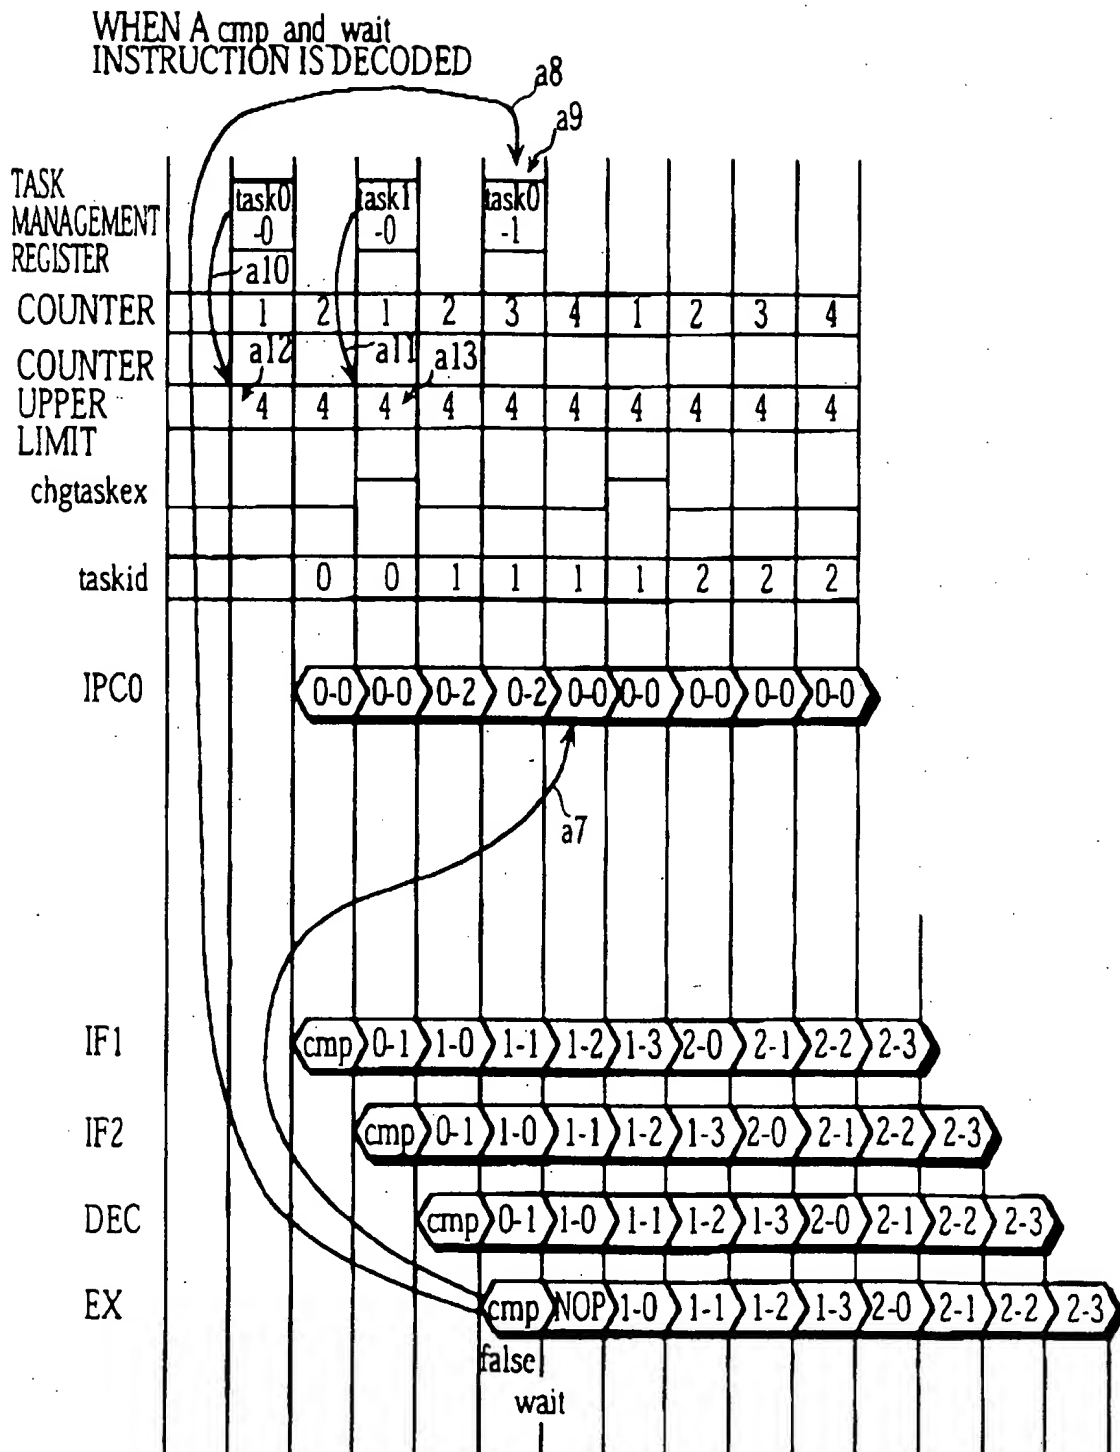 WHEN A cmp and wait
INSTRUCTION IS DECODED
a8
a9
TASK
MANAGEMENT
REGISTER
task0
-0
task1
-0
task0
-1
a10
COUNTER
1 2 1 2 3 4 1 2 3 4
a12 a11 a13
COUNTER
UPPER
LIMIT
4 4 4 4 4 4 4 4 4 4
chgtaskex
taskid
0 0 1 1 1 1 2 2 2
IPC0
0-0 0-0 0-2 0-2 0-0 0-0 0-0 0-0 0-0
a7
IF1
cmp 0-1 1-0 1-1 1-2 1-3 2-0 2-1 2-2 2-3
IF2
cmp 0-1 1-0 1-1 1-2 1-3 2-0 2-1 2-2 2-3
DEC
cmp 0-1 1-0 1-1 1-2 1-3 2-0 2-1 2-2 2-3
EX
cmp NOP 1-0 1-1 1-2 1-3 2-0 2-1 2-2 2-3
false
wait